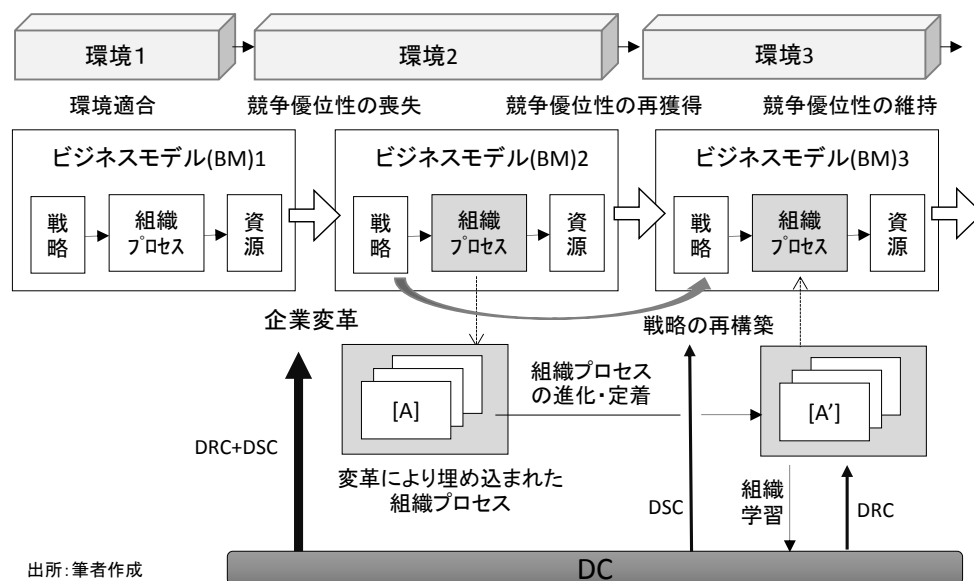 環境1
環境2
環境3
環境適合
競争優位性の喪失
競争優位性の再獲得
競争優位性の維持
ビジネスモデル(BM)1
ビジネスモデル(BM)2
ビジネスモデル(BM)3
戦略
組織
プロセス
資源
戦略
組織
プロセス
資源
戦略
組織
プロセス
資源
企業変革
戦略の再構築
[A]
組織プロセス
の進化・定着
[A’]
DRC+DSC
変革により埋め込まれた
組織プロセス
DSC
組織
学習
DRC
出所:筆者作成
DC